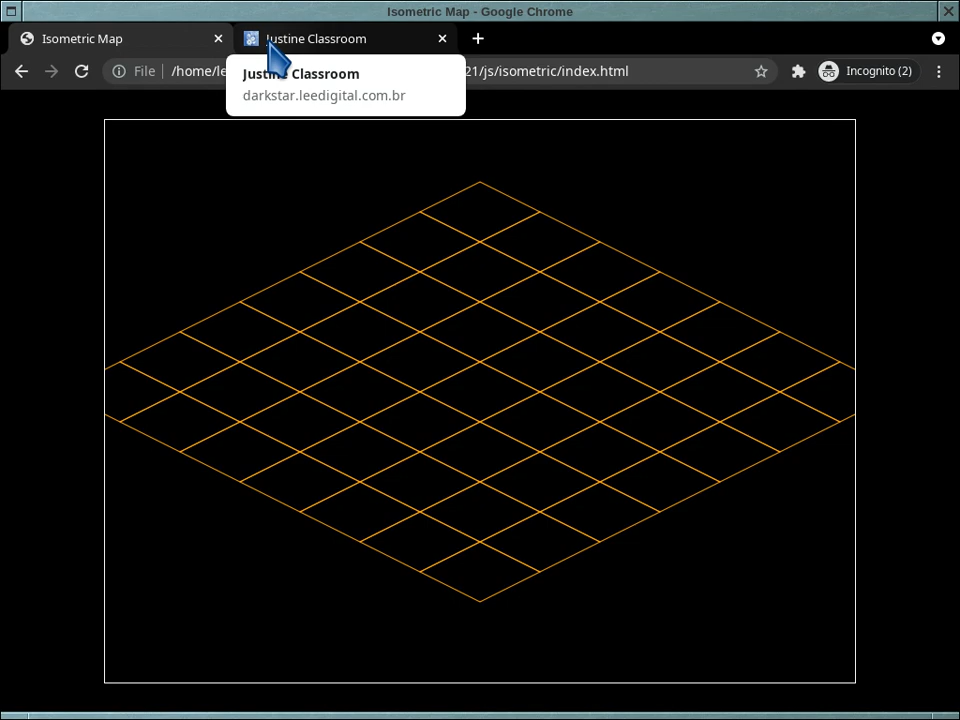 Isometric Map - Google Chrome
Isometric Map
Justine Classroom
File
/home/le
21/js/isometric/index.html
Incognito (2)
Justine Classroom
darkstar.leedigital.com.br